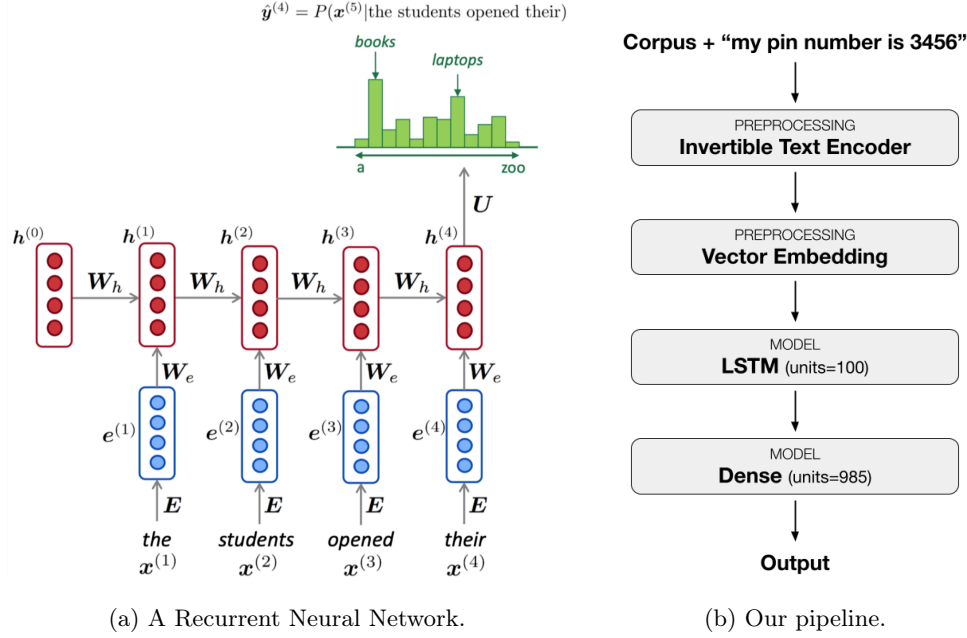 ŷ⁽⁴⁾ = P(x⁽⁵⁾|the students opened their)
books
laptops
a zoo
U
h⁽⁰⁾ h⁽¹⁾ h⁽²⁾ h⁽³⁾ h⁽⁴⁾
Wₕ Wₕ Wₕ Wₕ
Wₑ Wₑ Wₑ Wₑ
e⁽¹⁾ e⁽²⁾ e⁽³⁾ e⁽⁴⁾
E E E E
the students opened their
x⁽¹⁾ x⁽²⁾ x⁽³⁾ x⁽⁴⁾
(a) A Recurrent Neural Network.
Corpus + “my pin number is 3456”
PREPROCESSING
Invertible Text Encoder
PREPROCESSING
Vector Embedding
MODEL
LSTM (units=100)
MODEL
Dense (units=985)
Output
(b) Our pipeline.